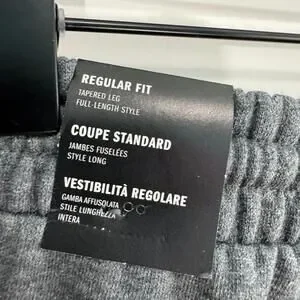 REGULAR FIT
TAPERED LEG
FULL-LENGTH STYLE
COUPE STANDARD
JAMBES FUSELÉES
STYLE LONG
VESTIBILITÀ REGOLARE
GAMBA AFFUSOLATA
STILE LUNGHEZZA
INTERA